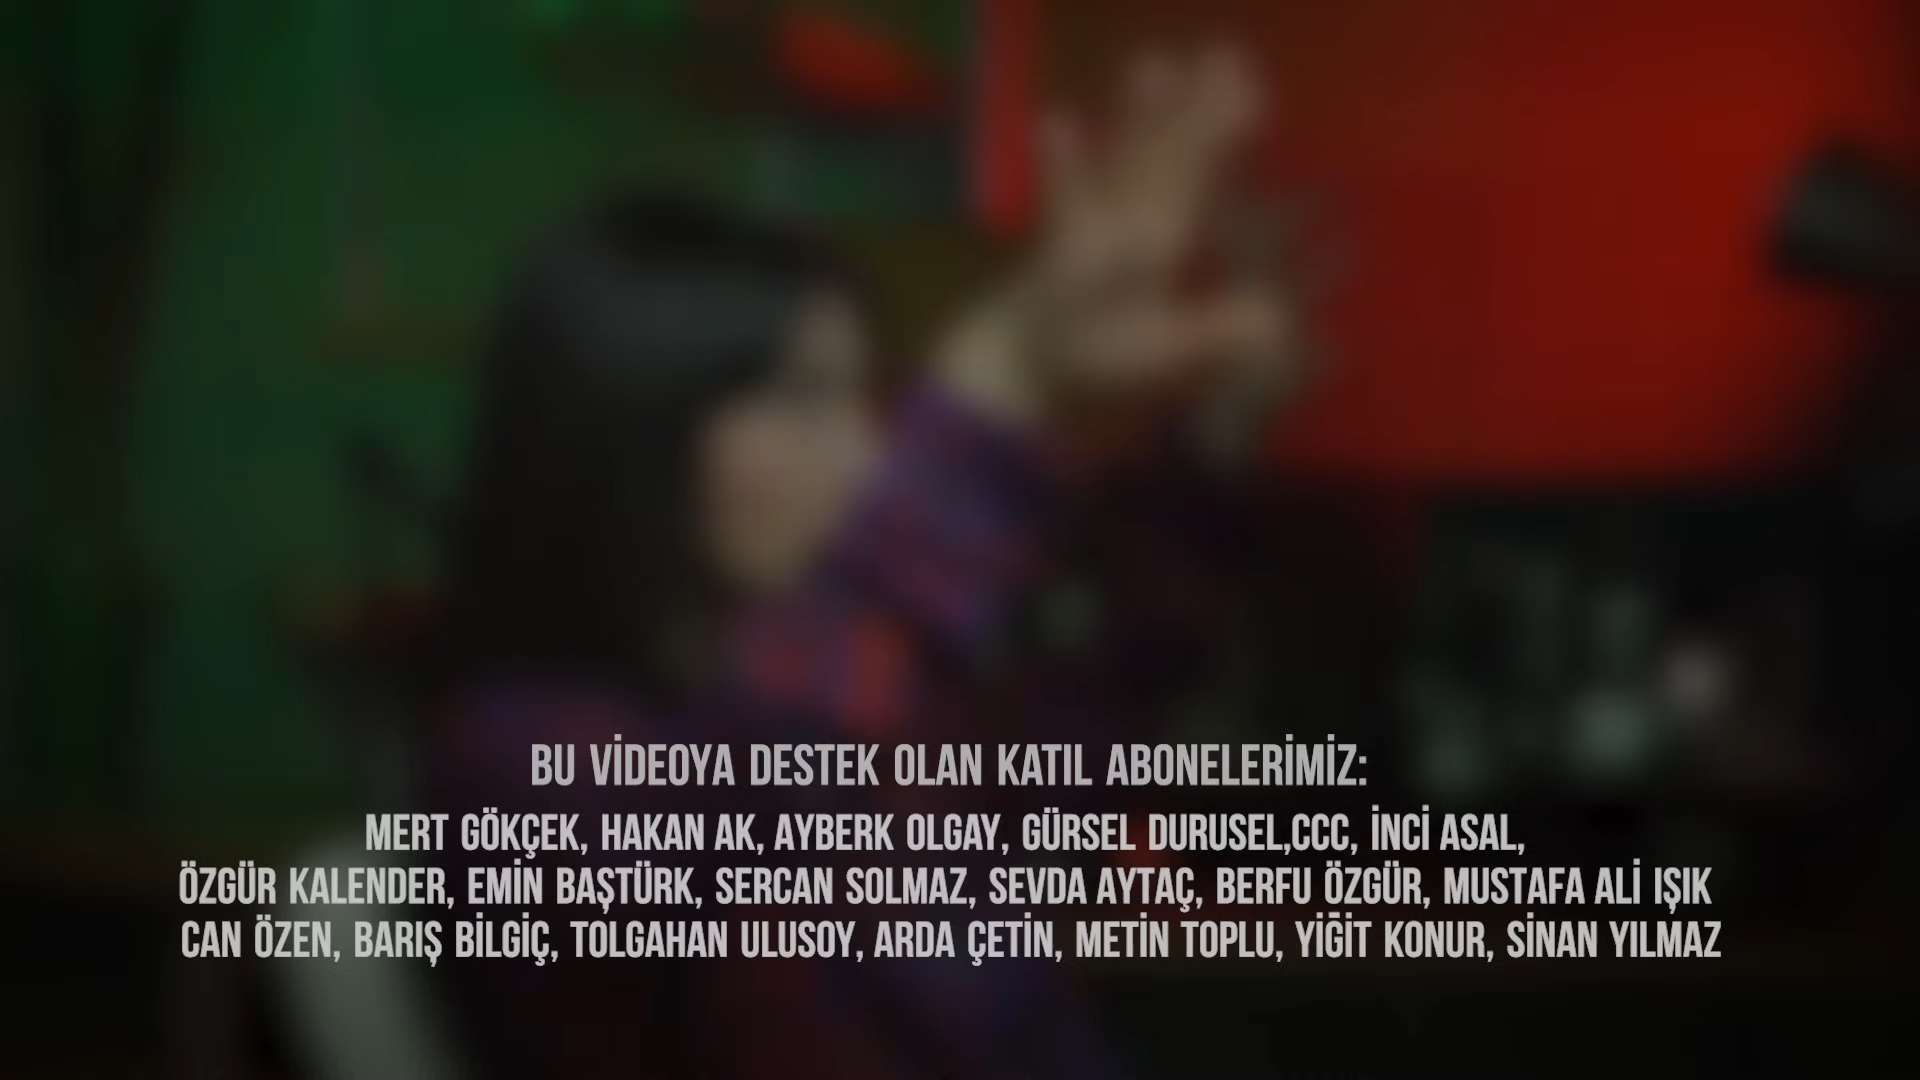 BU VİDEOYA DESTEK OLAN KATIL ABONELERİMİZ:
MERT GÖKÇEK, HAKAN AK, AYBERK OLGAY, GÜRSEL DURUSEL,CCC, İNCİ ASAL,
ÖZGÜR KALENDER, EMİN BAŞTÜRK, SERCAN SOLMAZ, SEVDA AYTAÇ, BERFU ÖZGÜR, MUSTAFA ALİ IŞIK
CAN ÖZEN, BARIŞ BİLGİÇ, TOLGAHAN ULUSOY, ARDA ÇETİN, METİN TOPLU, YİĞİT KONUR, SİNAN YILMAZ